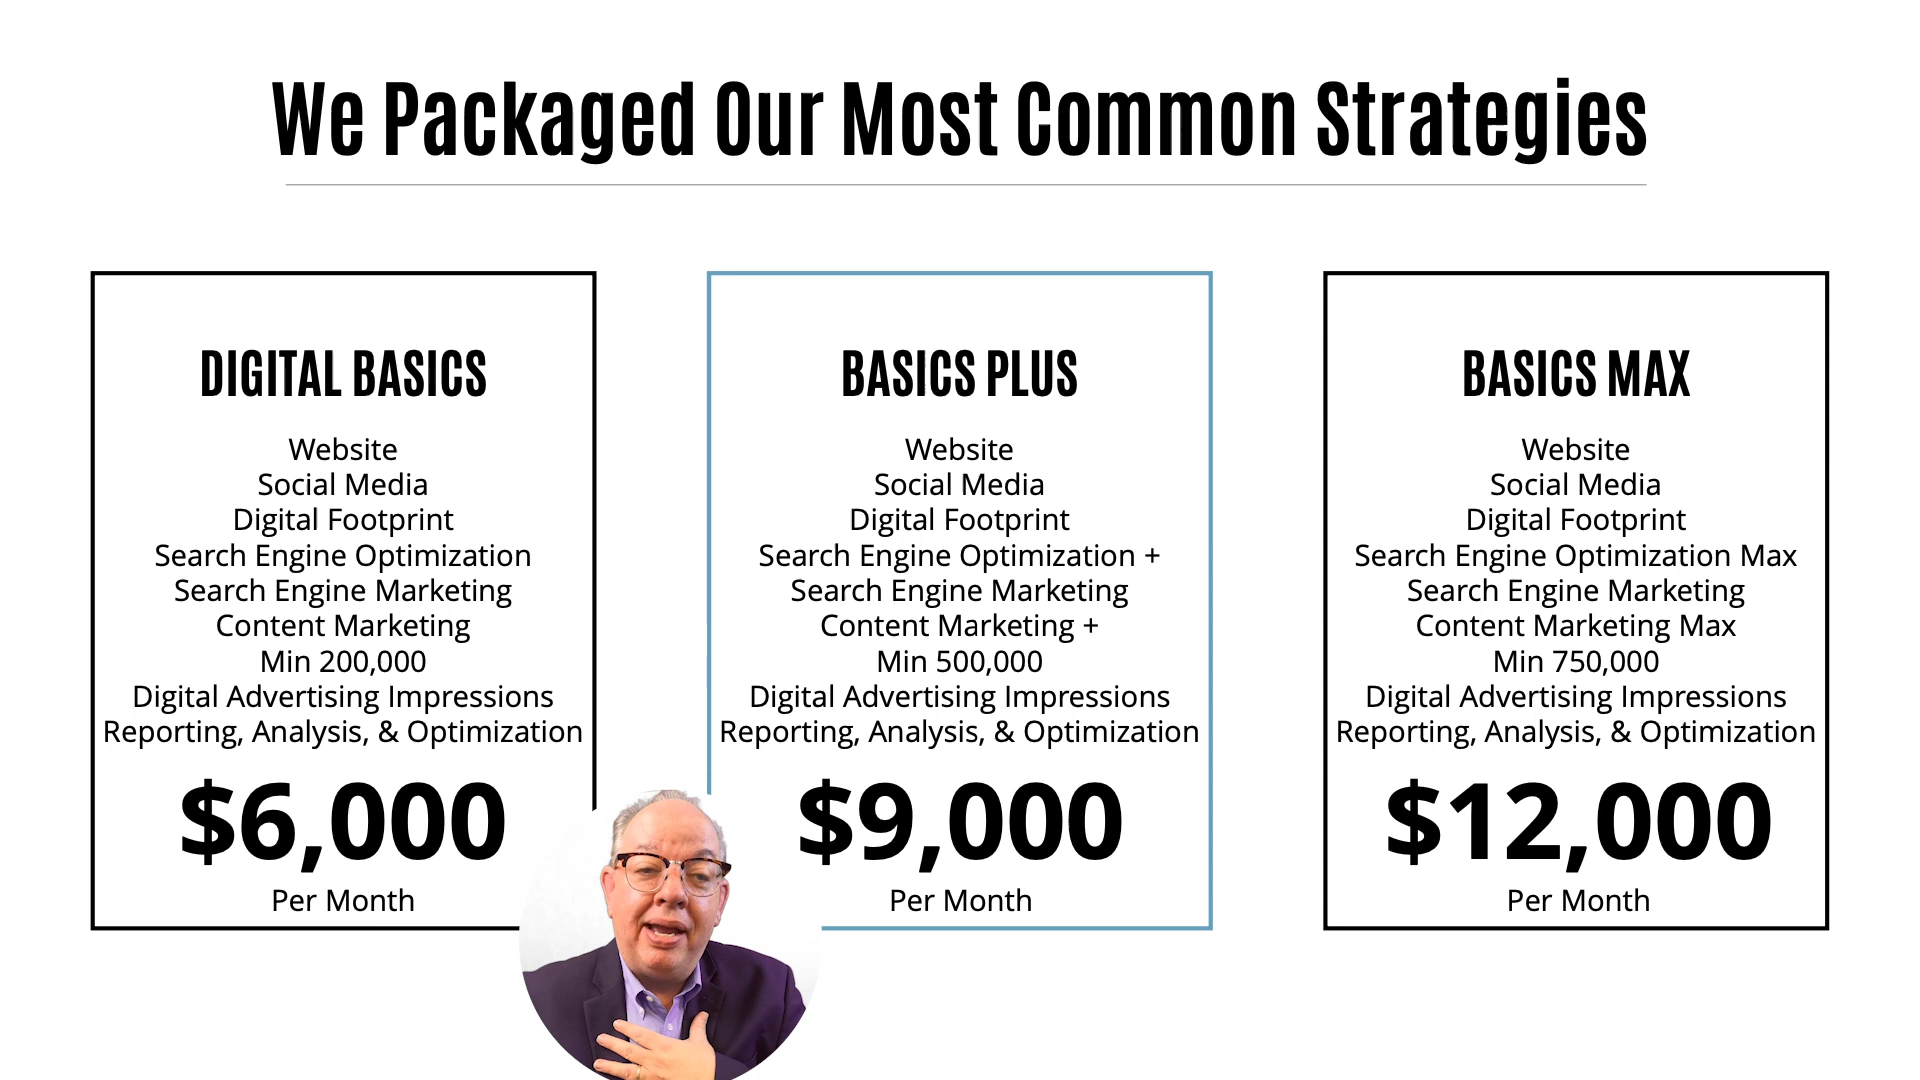 We Packaged Our Most Common Strategies
DIGITAL BASICS
Website
Social Media
Digital Footprint
Search Engine Optimization
Search Engine Marketing
Content Marketing
Min 200,000
Digital Advertising Impressions
Reporting, Analysis, & Optimization
$6,000
Per Month
BASICS PLUS
Website
Social Media
Digital Footprint
Search Engine Optimization +
Search Engine Marketing
Content Marketing +
Min 500,000
Digital Advertising Impressions
Reporting, Analysis, & Optimization
$9,000
Per Month
BASICS MAX
Website
Social Media
Digital Footprint
Search Engine Optimization Max
Search Engine Marketing
Content Marketing Max
Min 750,000
Digital Advertising Impressions
Reporting, Analysis, & Optimization
$12,000
Per Month